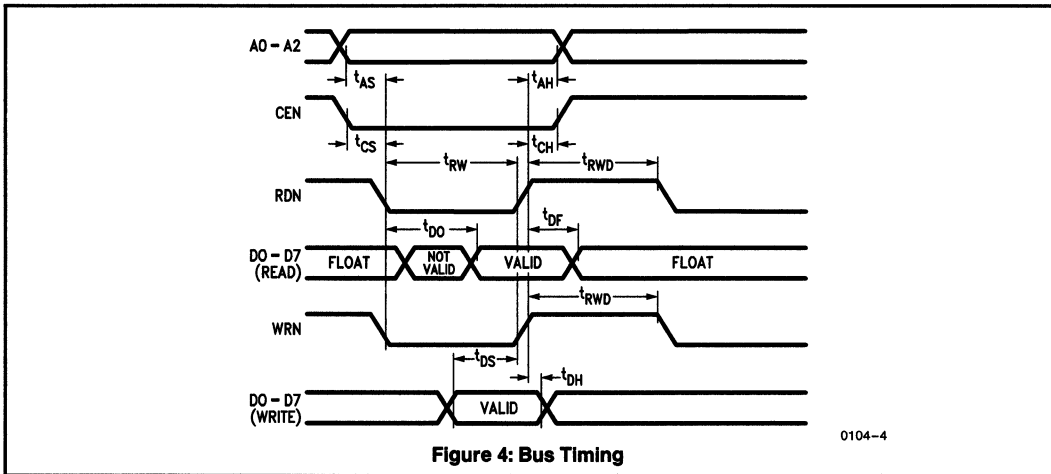 A0 – A2
tAS
tAH
CEN
tCS
tCH
tRW
tRWD
RDN
tDO
tDF
D0 – D7
(READ)
FLOAT
NOT
VALID
VALID
FLOAT
tRWD
WRN
tDS
tDH
D0 – D7
(WRITE)
VALID
0104–4
Figure 4: Bus Timing